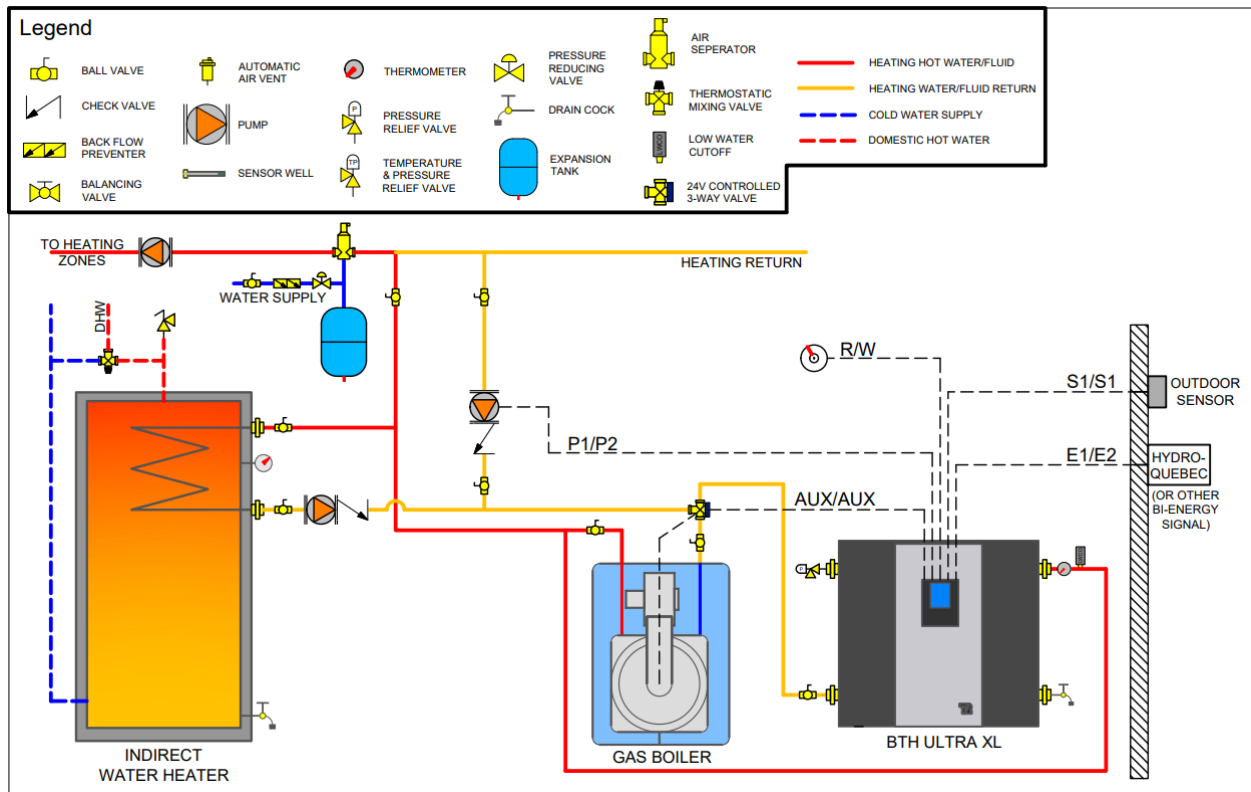 Legend
BALL VALVE
CHECK VALVE
BACK FLOW
PREVENTER
BALANCING
VALVE
AUTOMATIC
AIR VENT
PUMP
SENSOR WELL
THERMOMETER
P
PRESSURE
RELIEF VALVE
TP
TEMPERATURE
& PRESSURE
RELIEF VALVE
PRESSURE
REDUCING
VALVE
DRAIN COCK
EXPANSION
TANK
AIR
SEPERATOR
THERMOSTATIC
MIXING VALVE
LWCO
LOW WATER
CUTOFF
24V CONTROLLED
3-WAY VALVE
HEATING HOT WATER/FLUID
HEATING WATER/FLUID RETURN
COLD WATER SUPPLY
DOMESTIC HOT WATER
TO HEATING
ZONES
HEATING RETURN
WATER SUPPLY
DHW
R/W
S1/S1
OUTDOOR
SENSOR
P1/P2
E1/E2
HYDRO-
QUEBEC
(OR OTHER
BI-ENERGY
SIGNAL)
AUX/AUX
P
INDIRECT
WATER HEATER
GAS BOILER
BTH ULTRA XL